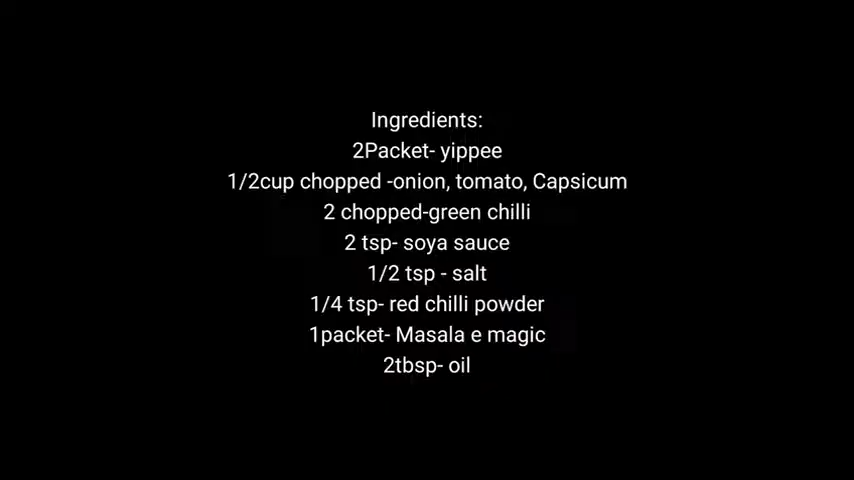 Ingredients:
2Packet- yippee
1/2cup chopped -onion, tomato, Capsicum
2 chopped-green chilli
2 tsp- soya sauce
1/2 tsp - salt
1/4 tsp- red chilli powder
1packet- Masala e magic
2tbsp- oil